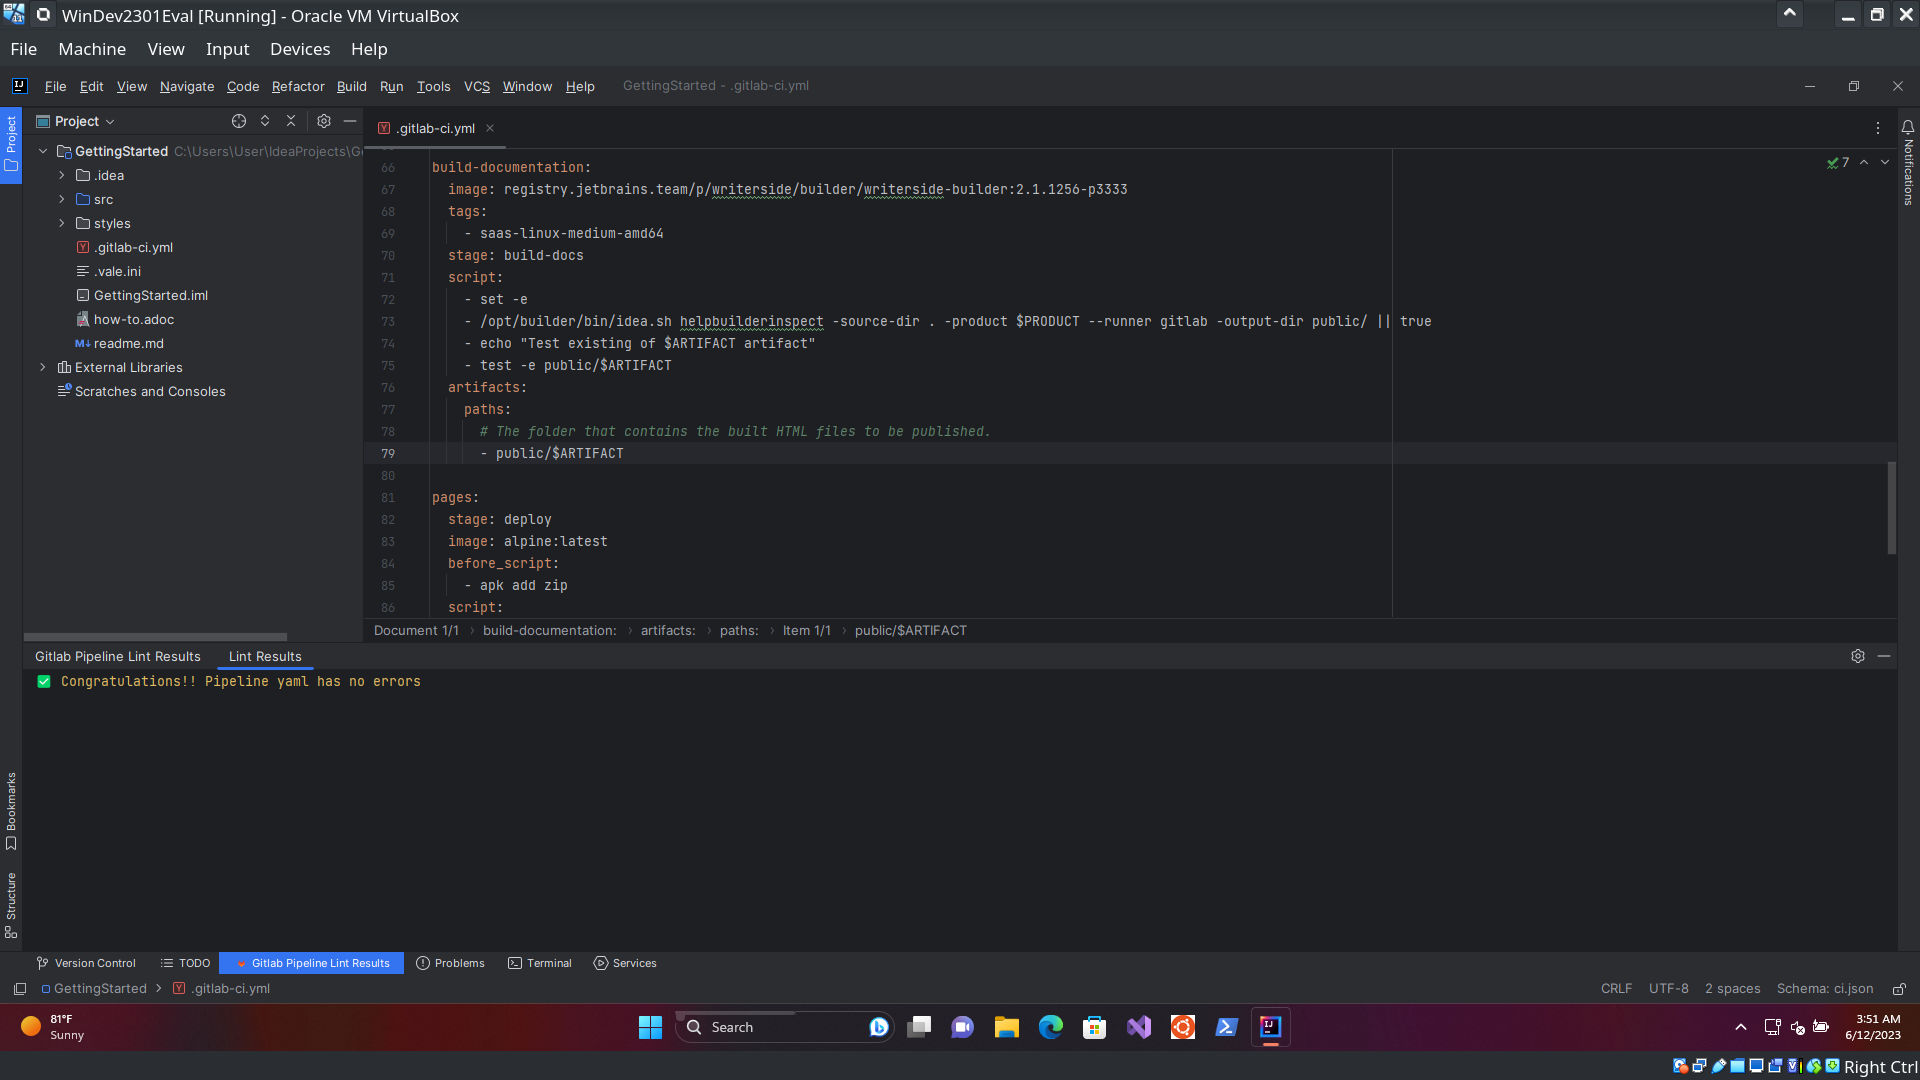 WinDev2301Eval [Running] - Oracle VM VirtualBox
File Machine View Input Devices Help
File Edit View Navigate Code Refactor Build Run Tools VCS Window Help GettingStarted - .gitlab-ci.yml
Project
Project
.gitlab-ci.yml
Notifications
GettingStarted C:\Users\User\IdeaProjects\G
.idea
src
styles
.gitlab-ci.yml
.vale.ini
GettingStarted.iml
how-to.adoc
readme.md
External Libraries
Scratches and Consoles
7
66 build-documentation:
67 image: registry.jetbrains.team/p/writerside/builder/writerside-builder:2.1.1256-p3333
68 tags:
69 - saas-linux-medium-amd64
70 stage: build-docs
71 script:
72 - set -e
73 - /opt/builder/bin/idea.sh helpbuilderinspect -source-dir . -product $PRODUCT --runner gitlab -output-dir public/ || true
74 - echo "Test existing of $ARTIFACT artifact"
75 - test -e public/$ARTIFACT
76 artifacts:
77 paths:
78 # The folder that contains the built HTML files to be published.
79 - public/$ARTIFACT
80
81 pages:
82 stage: deploy
83 image: alpine:latest
84 before_script:
85 - apk add zip
86 script:
Document 1/1 › build-documentation: › artifacts: › paths: › Item 1/1 › public/$ARTIFACT
Gitlab Pipeline Lint Results Lint Results
Congratulations!! Pipeline yaml has no errors
Bookmarks
Structure
Version Control TODO Gitlab Pipeline Lint Results Problems Terminal Services
GettingStarted › .gitlab-ci.yml CRLF UTF-8 2 spaces Schema: ci.json
81°F
Sunny
Search
3:51 AM
6/12/2023
Right Ctrl